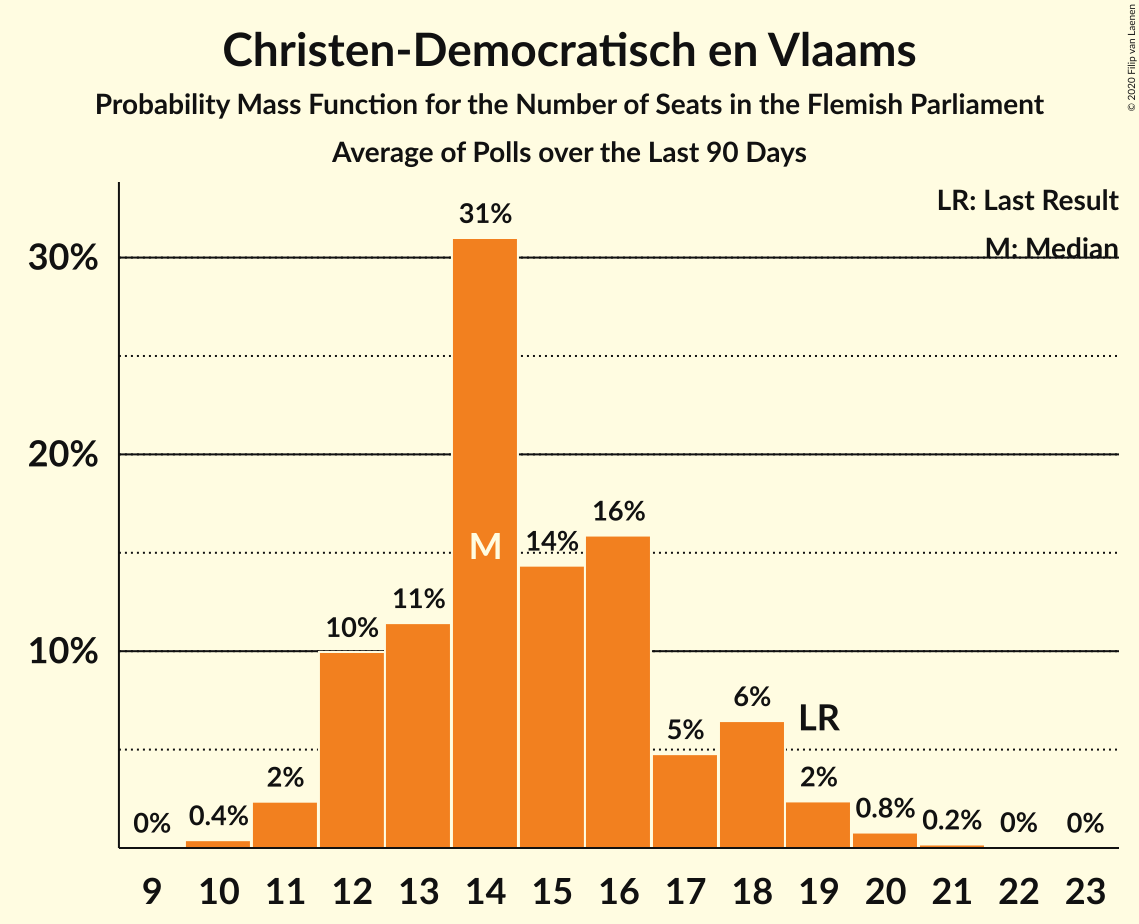 Christen-Democratisch en Vlaams
Probability Mass Function for the Number of Seats in the Flemish Parliament
Average of Polls over the Last 90 Days
© 2020 Filip van Laenen
LR: Last Result
M: Median
30%
20%
10%
0%
0.4%
2%
10%
11%
31%
M
14%
16%
5%
6%
LR
2%
0.8%
0.2%
0%
0%
9 10 11 12 13 14 15 16 17 18 19 20 21 22 23